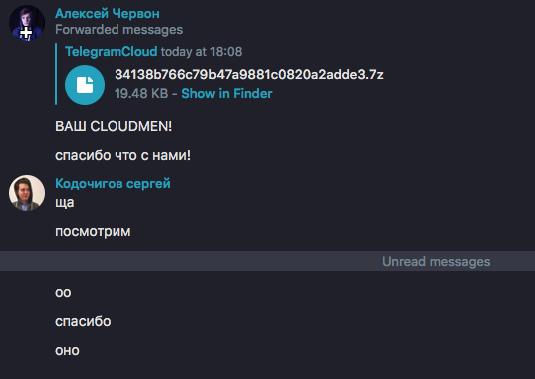 Алексей Червон
Forwarded messages
TelegramCloud today at 18:08
34138b766c79b47a9881c0820a2adde3.7z
19.48 KB - Show in Finder
ВАШ CLOUDMEN!
спасибо что с нами!
Кодочигов сергей
ща
посмотрим
Unread messages
оо
спасибо
оно